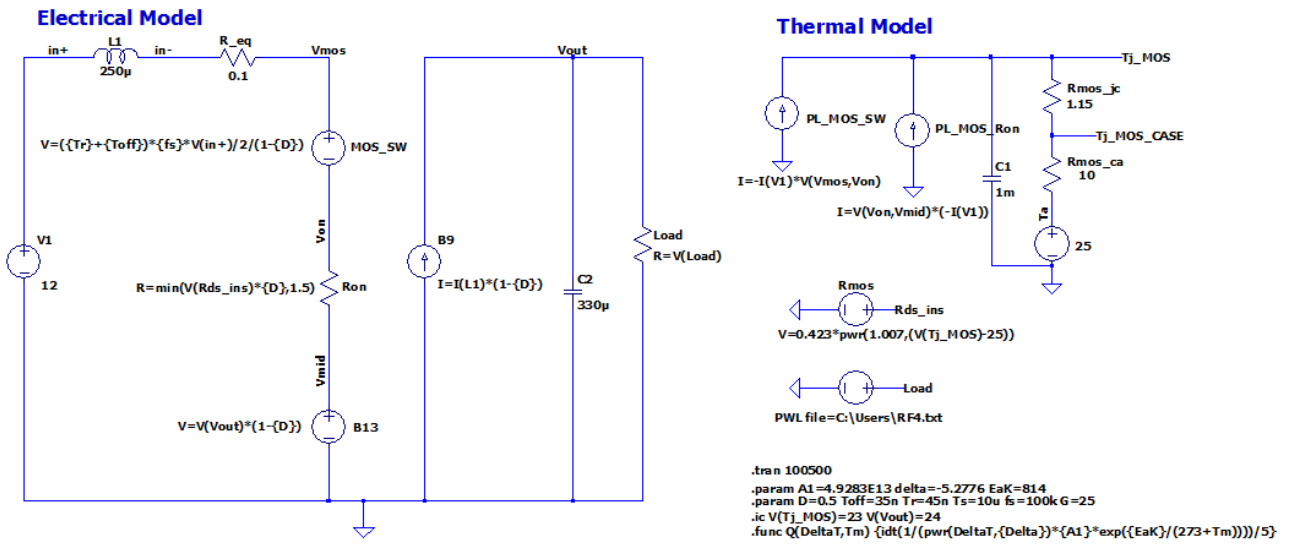 Electrical Model
Thermal Model
in+
L1
250µ
in-
R_eq
0.1
Vmos
Vout
Tj_MOS
Rmos_jc
1.15
PL_MOS_SW
PL_MOS_Ron
Tj_MOS_CASE
V=({Tr}+{Toff})*{fs}*V(in+)/2/(1-{D})
MOS_SW
C1
1m
Rmos_ca
10
I=-I(V1)*V(Vmos,Von)
I=V(Von,Vmid)*(-I(V1))
Ta
25
Von
V1
12
B9
I=I(L1)*(1-{D})
Load
R=V(Load)
R=min(V(Rds_ins)*{D},1.5)
Ron
C2
330µ
Rmos
Rds_ins
V=0.423*pwr(1.007,(V(Tj_MOS)-25))
Vmid
Load
PWL file=C:\Users\RF4.txt
V=V(Vout)*(1-{D})
B13
.tran 100500
.param A1=4.9283E13 delta=-5.2776 EaK=814
.param D=0.5 Toff=35n Tr=45n Ts=10u fs=100k G=25
.ic V(Tj_MOS)=23 V(Vout)=24
.func Q(DeltaT,Tm) {idt(1/(pwr(DeltaT,{Delta})*{A1}*exp({EaK}/(273+Tm))))/5}